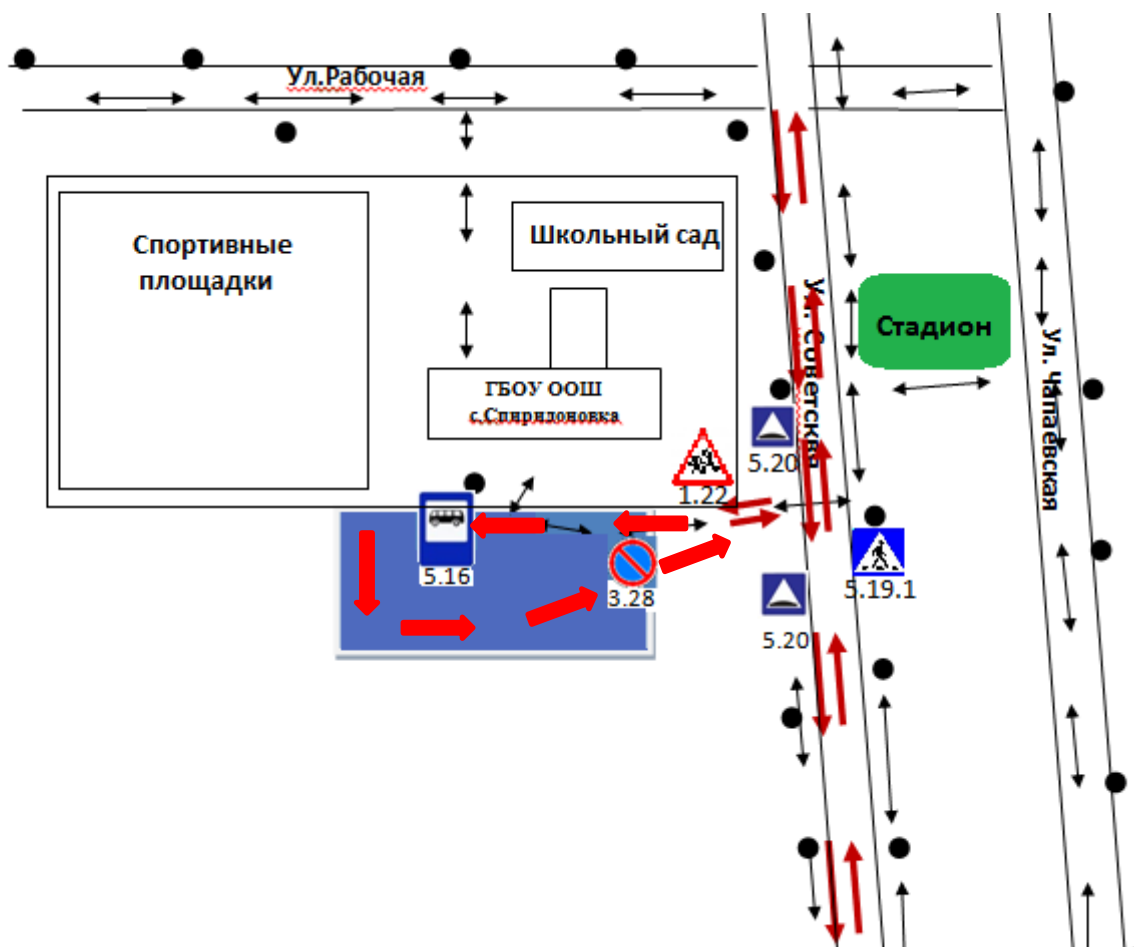 Ул.Рабочая
Спортивные
площадки
Школьный сад
ГБОУ ООШ
с.Спиридоновка
Ул. Советсква
Стадион
Ул. Чапаевская
5.20
1.22
5.16
3.28
5.19.1
5.20